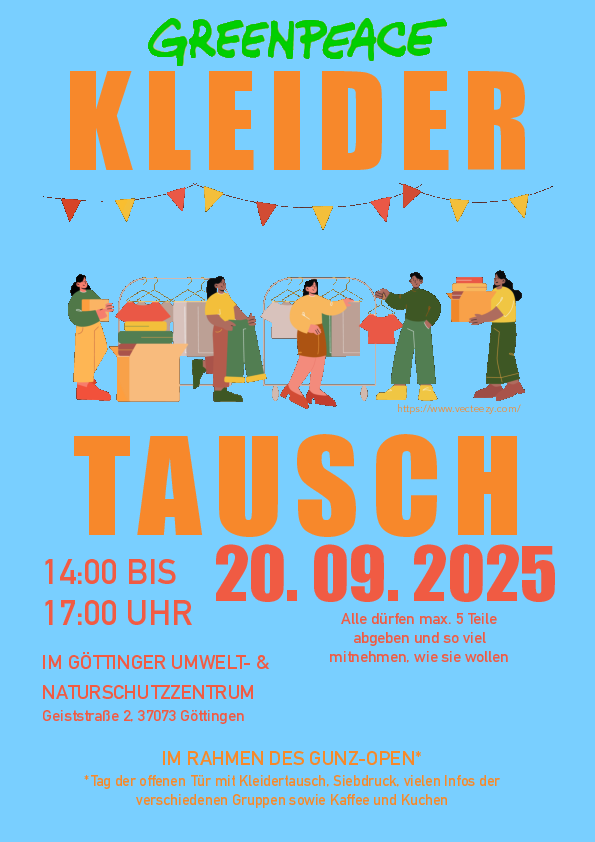 GREENPEACE
KLEIDER
https://www.vecteezy.com/
TAUSCH
14:00 BIS
17:00 UHR
20. 09. 2025
Alle dürfen max. 5 Teile
abgeben und so viel
mitnehmen, wie sie wollen
IM GÖTTINGER UMWELT- &
NATURSCHUTZZENTRUM
Geiststraße 2, 37073 Göttingen
IM RAHMEN DES GUNZ-OPEN*
*Tag der offenen Tür mit Kleidertausch, Siebdruck, vielen Infos der
verschiedenen Gruppen sowie Kaffee und Kuchen